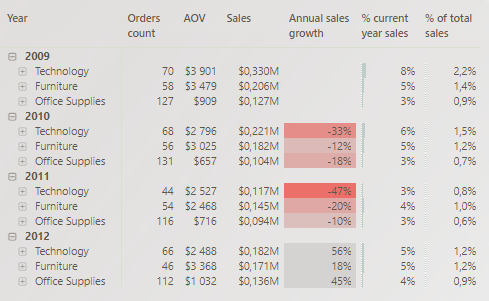 Year Orders AOV Sales Annual sales % current % of total
count growth year sales sales
2009
Technology 70 $3 901 $0,330M 8% 2,2%
Furniture 58 $3 479 $0,206M 5% 1,4%
Office Supplies 127 $909 $0,127M 3% 0,9%
2010
Technology 68 $2 796 $0,221M -33% 6% 1,5%
Furniture 56 $3 025 $0,182M -12% 5% 1,2%
Office Supplies 131 $657 $0,104M -18% 3% 0,7%
2011
Technology 44 $2 527 $0,117M -47% 3% 0,8%
Furniture 54 $2 468 $0,145M -20% 4% 1,0%
Office Supplies 116 $716 $0,094M -10% 3% 0,6%
2012
Technology 66 $2 488 $0,182M 56% 5% 1,2%
Furniture 46 $3 368 $0,171M 18% 5% 1,2%
Office Supplies 112 $1 032 $0,136M 45% 4% 0,9%